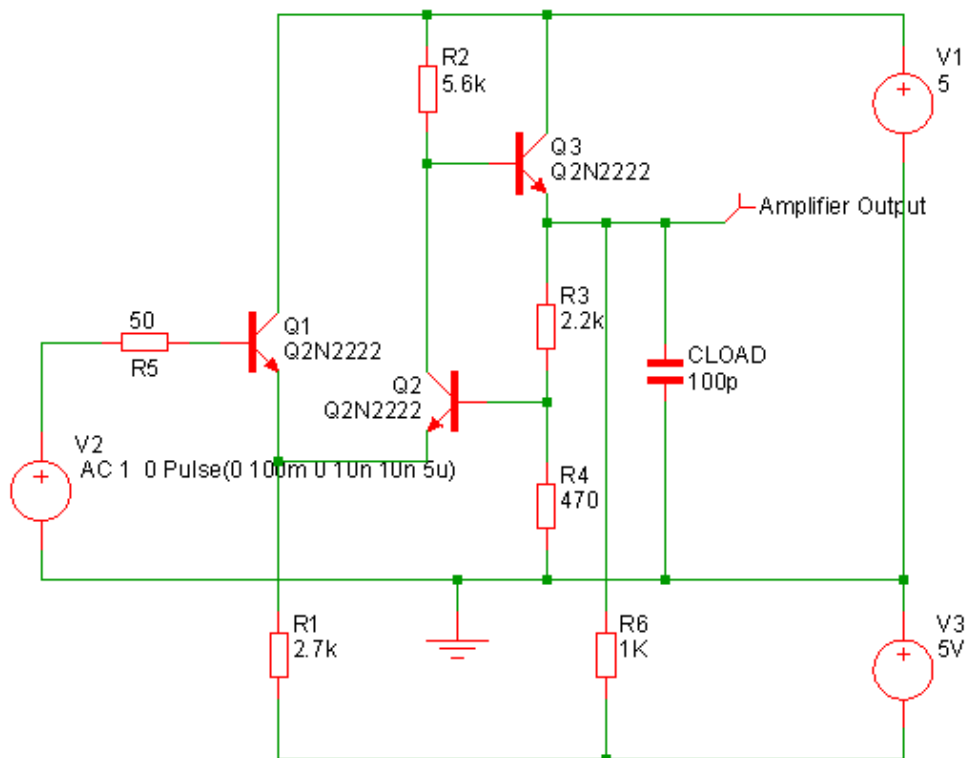 R2
5.6k
V1
5
Q3
Q2N2222
Amplifier Output
R3
2.2k
50
R5
Q1
Q2N2222
CLOAD
100p
Q2
Q2N2222
V2
AC 1 0 Pulse(0 100m 0 10n 10n 5u)
R4
470
R1
2.7k
R6
1K
V3
5V